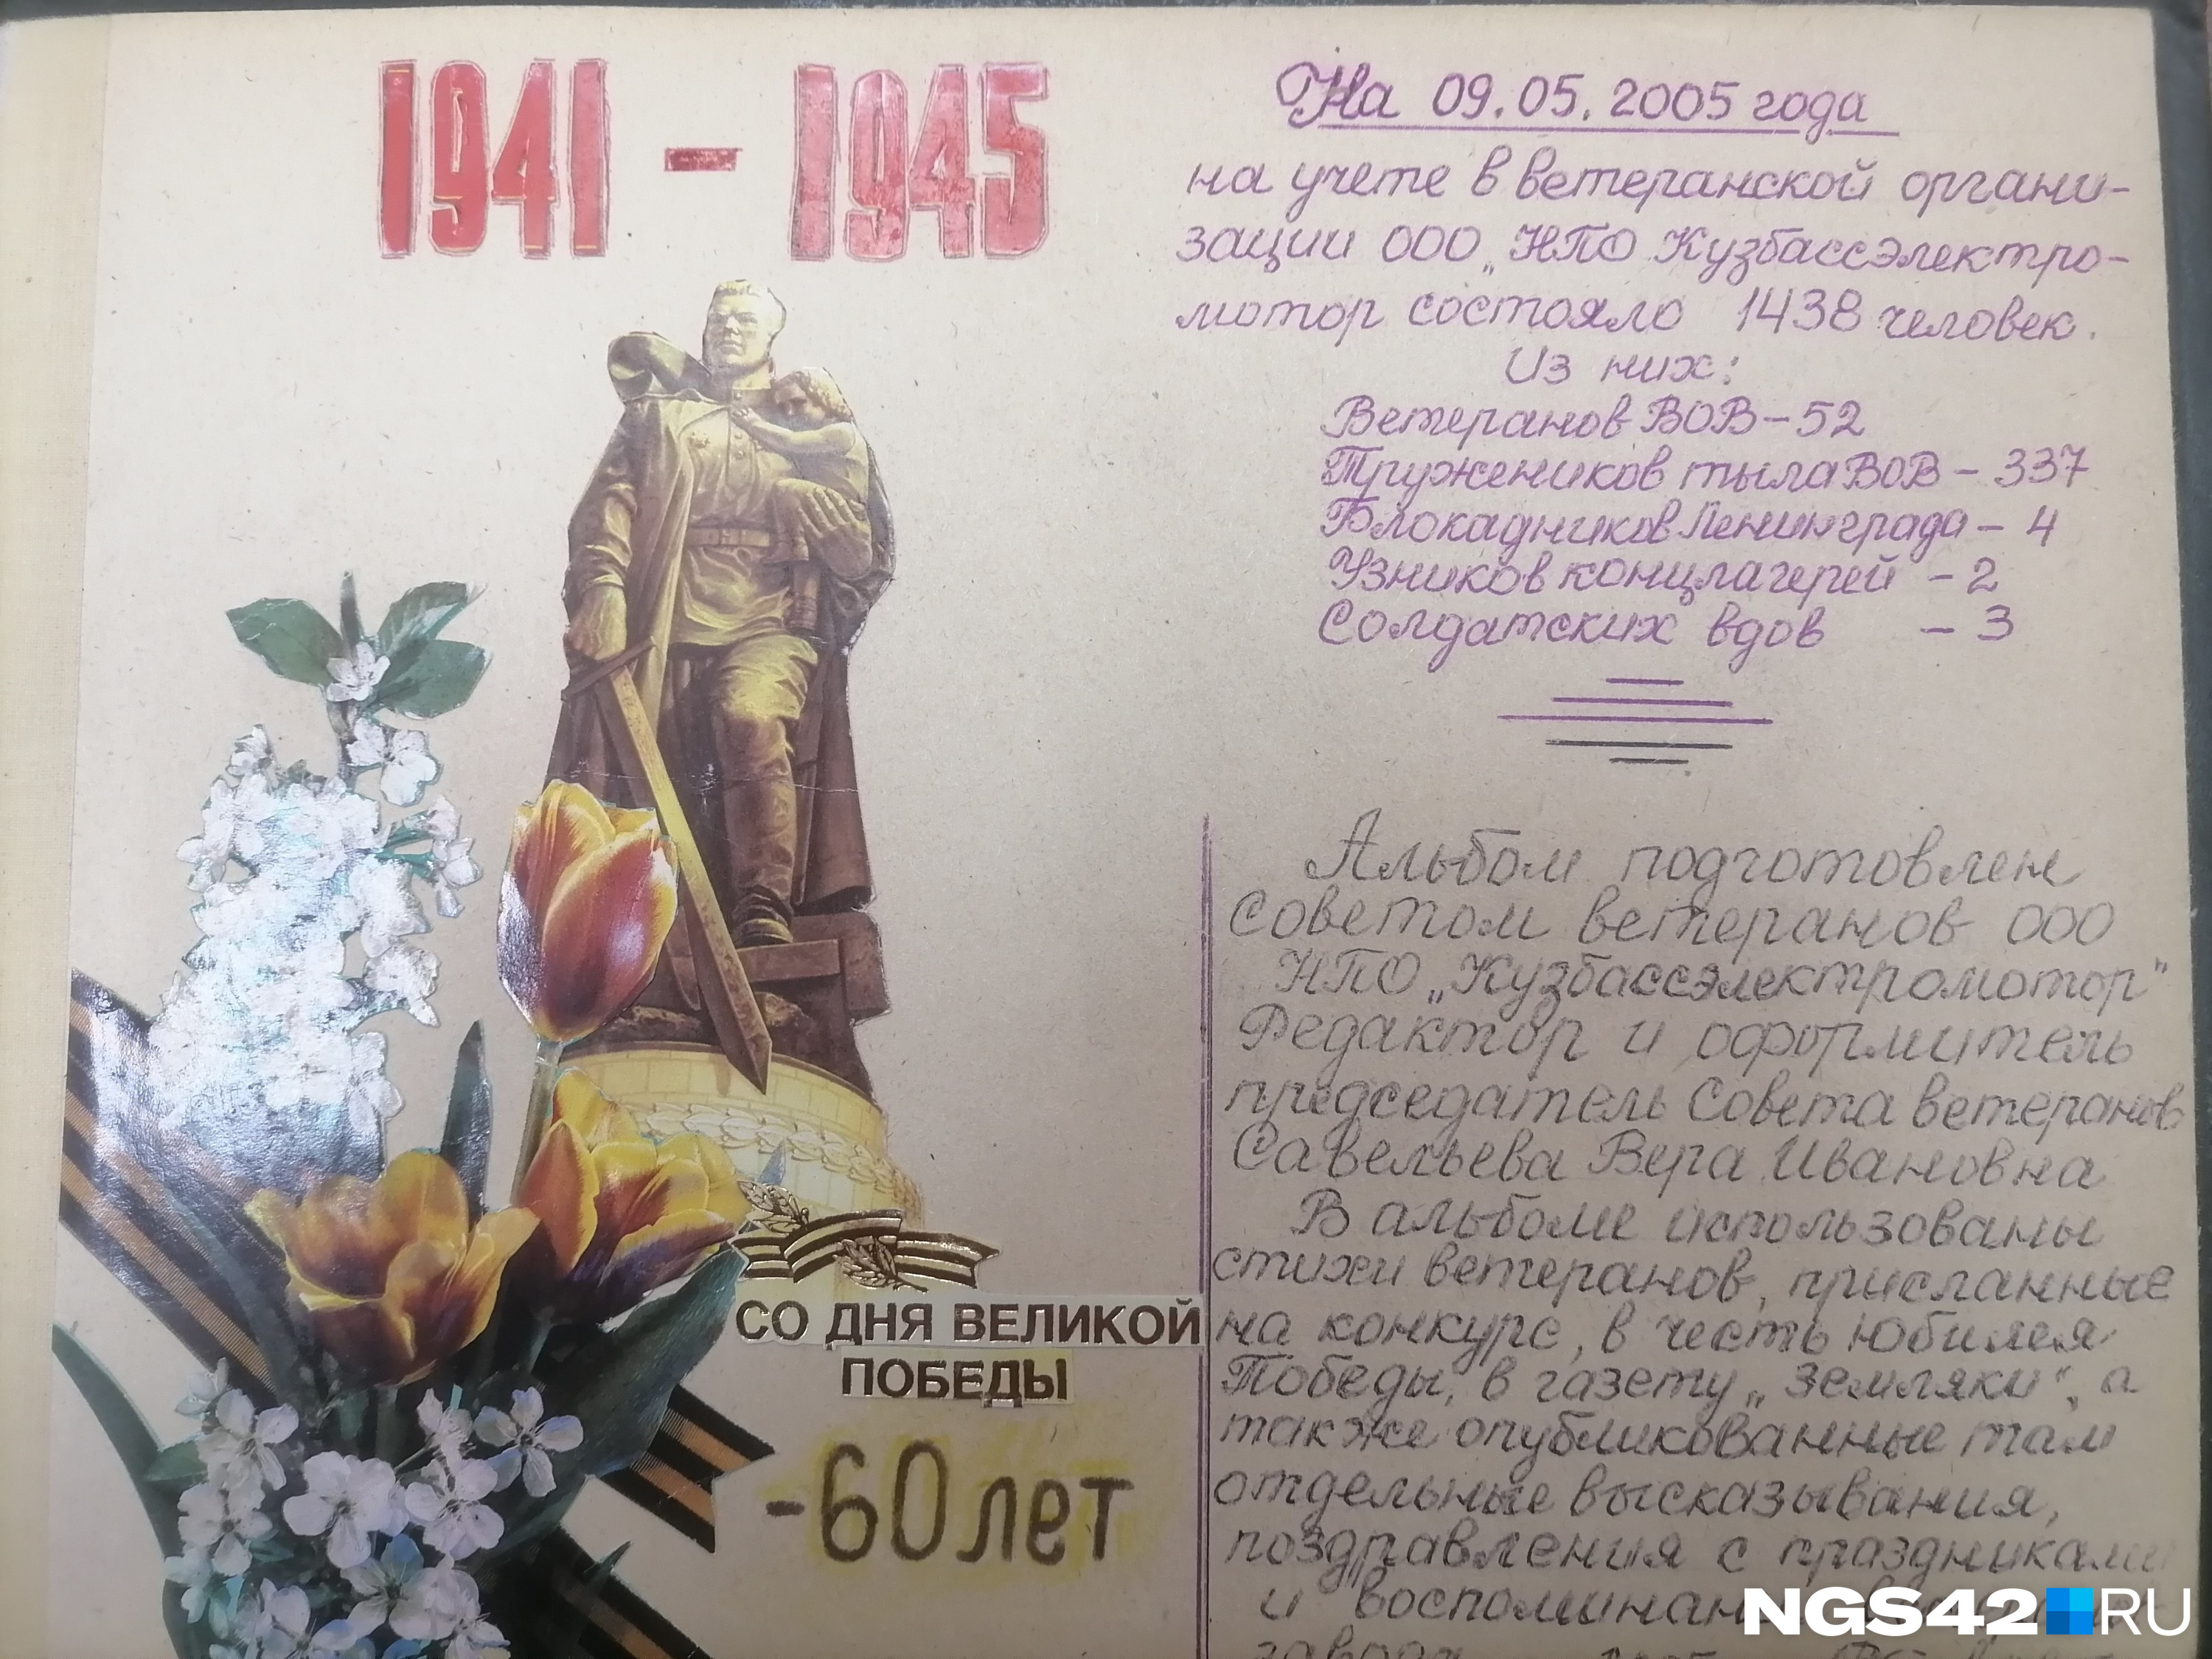 1941 – 1945
СО ДНЯ ВЕЛИКОЙ
ПОБЕДЫ
-60 лет
На 09.05.2005 года
на учете в ветеранской органи-
зации ООО „НПО Кузбассэлектро-
мотор состояло 1438 человек.
Из них:
Ветеранов ВОВ – 52
Тружеников тыла ВОВ – 337
Блокадников Ленинграда – 4
Узников концлагерей – 2
Солдатских вдов – 3
Альбом подготовлен
Советом ветеранов ООО
НПО „Кузбассэлектромотор"
Редактор и оформитель
председатель Совета ветеранов
Савельева Вера Ивановна
В альбоме использованы
стихи ветеранов, присланные
на конкурс, в честь юбилея
Победы, в газету „Земляки", а
также опубликованные там
отдельные высказывания,
поздравления с праздниками
и
NGS42.RU